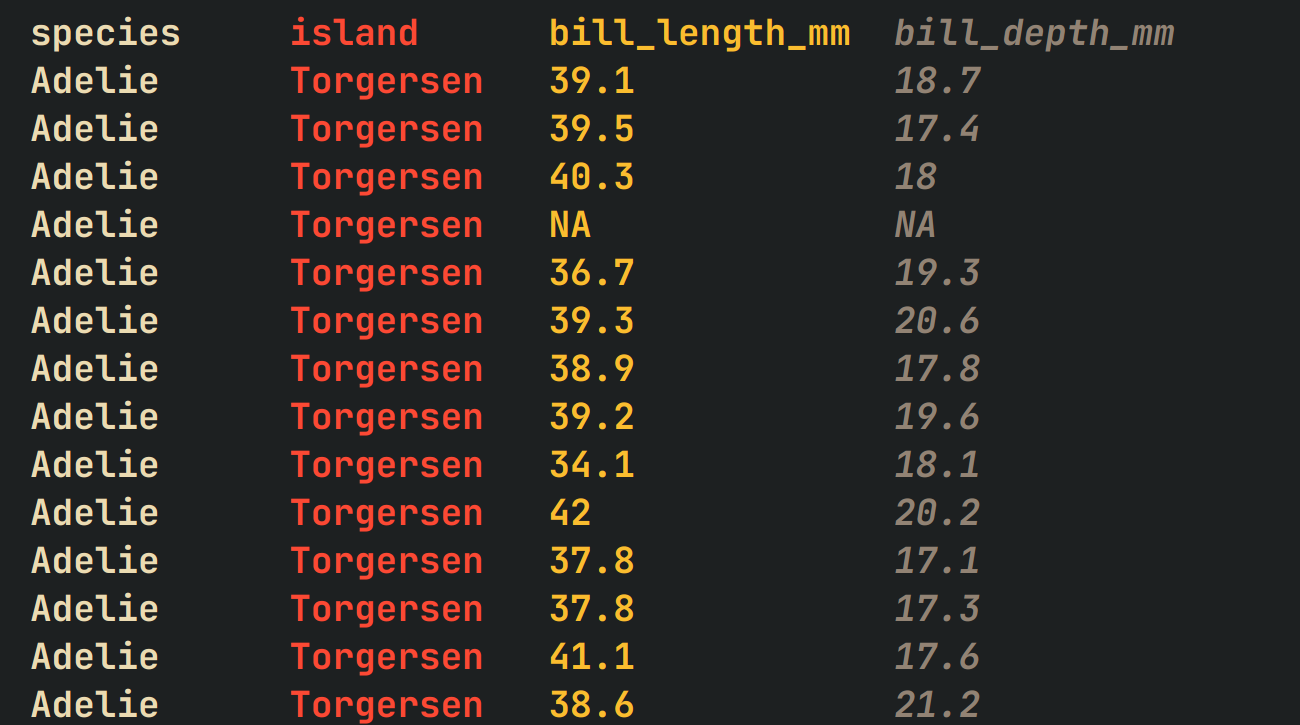 species island bill_length_mm bill_depth_mm
Adelie Torgersen 39.1 18.7
Adelie Torgersen 39.5 17.4
Adelie Torgersen 40.3 18
Adelie Torgersen NA NA
Adelie Torgersen 36.7 19.3
Adelie Torgersen 39.3 20.6
Adelie Torgersen 38.9 17.8
Adelie Torgersen 39.2 19.6
Adelie Torgersen 34.1 18.1
Adelie Torgersen 42 20.2
Adelie Torgersen 37.8 17.1
Adelie Torgersen 37.8 17.3
Adelie Torgersen 41.1 17.6
Adelie Torgersen 38.6 21.2